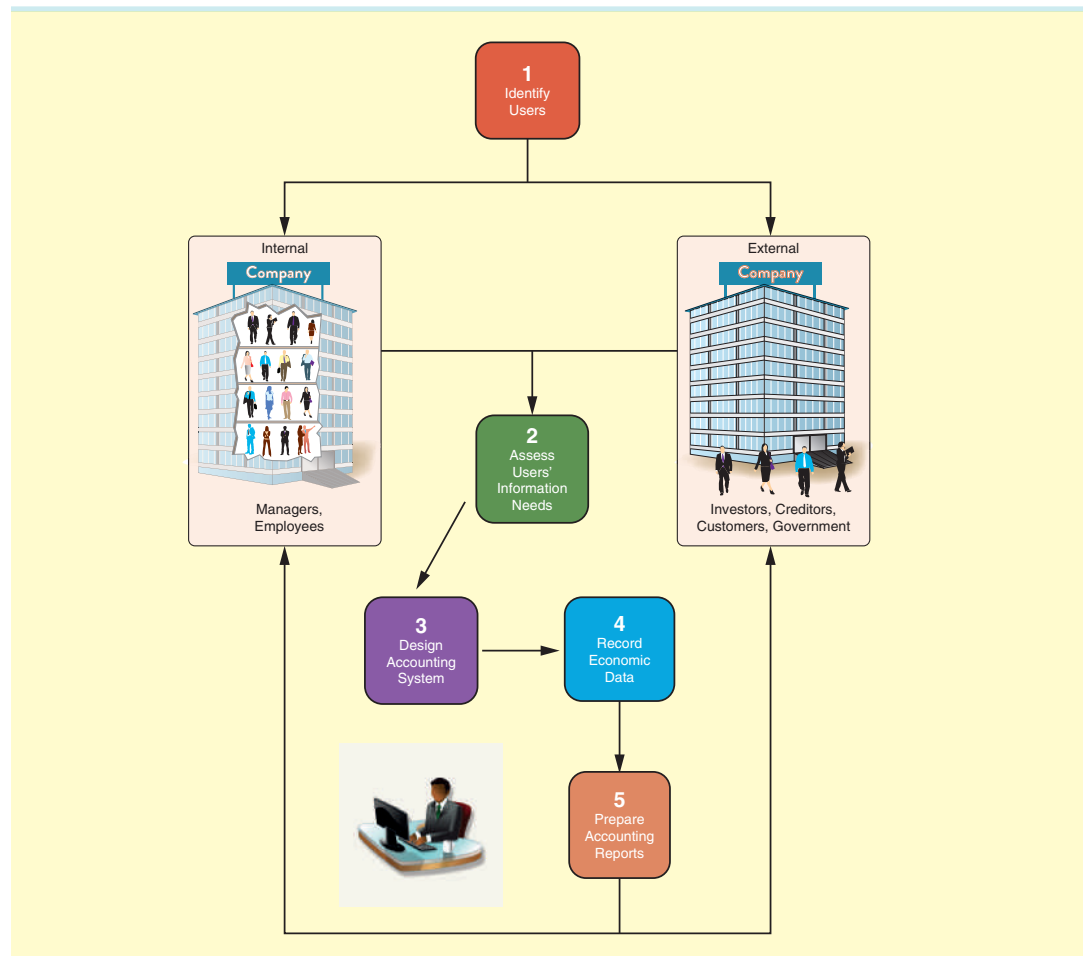 1
Identify
Users
Internal
Company
Managers,
Employees
External
Company
Investors, Creditors,
Customers, Government
2
Assess
Users’
Information
Needs
3
Design
Accounting
System
4
Record
Economic
Data
5
Prepare
Accounting
Reports